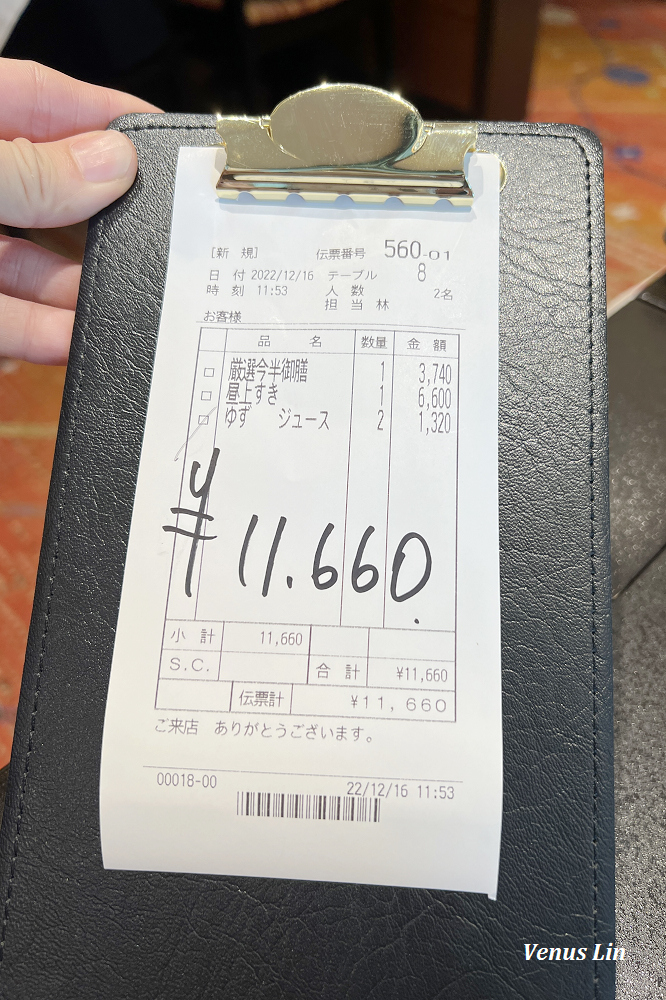 [新 規] 伝票番号 560-01
日 付 2022/12/16 テーブル 8
時 刻 11:53 人 数 2名
担 当 林
お客様
品 名 数量 金 額
□ 厳選今半御膳 1 3,740
□ 昼上すき 1 6,600
□ ゆず ジュース 2 1,320
¥11.660.
小 計 11,660
S.C. 合 計 ¥11,660
伝票計 ¥11,660
ご来店 ありがとうございます。
00018-00 22/12/16 11:53
Venus Lin